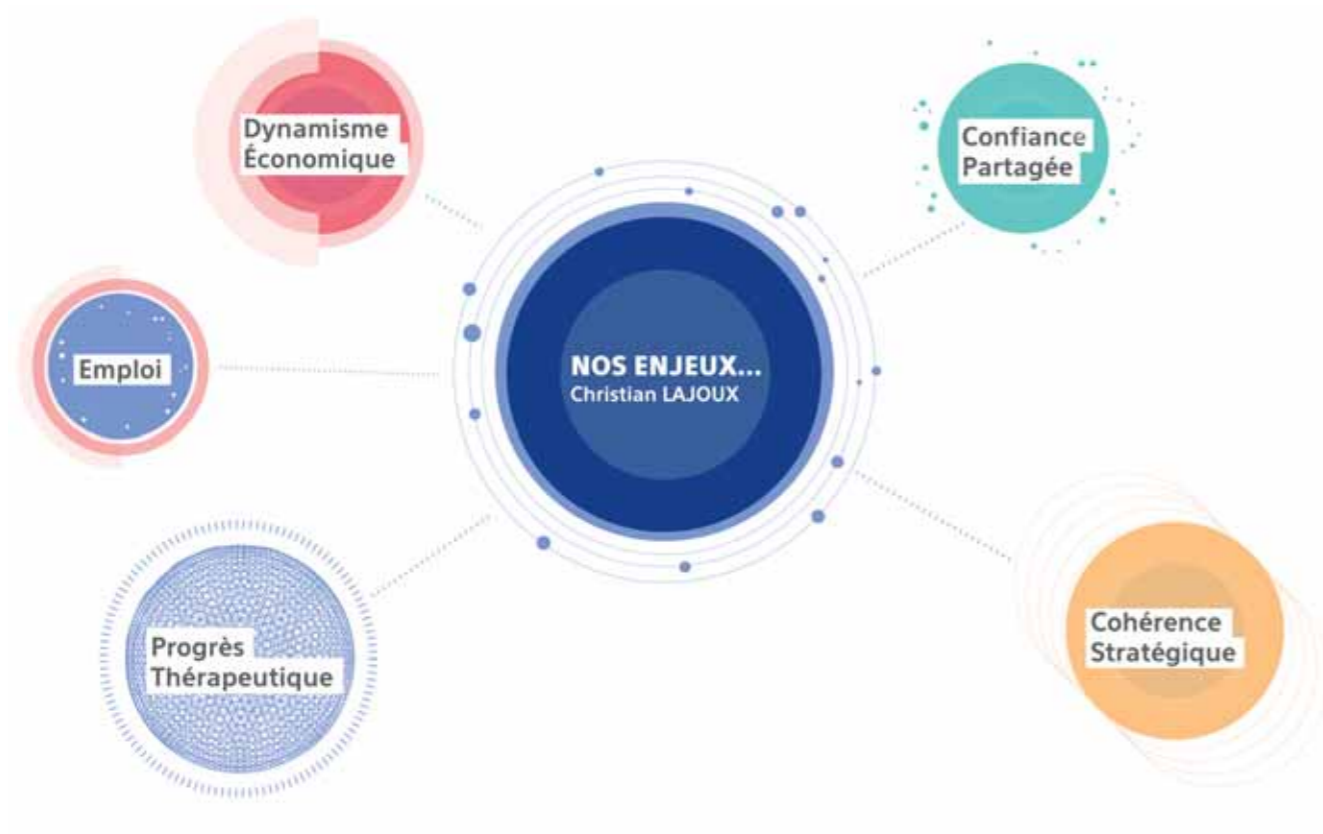 Dynamisme
Économique
Confiance
Partagée
Emploi
NOS ENJEUX...
Christian LAJOUX
Progrès
Thérapeutique
Cohérence
Stratégique